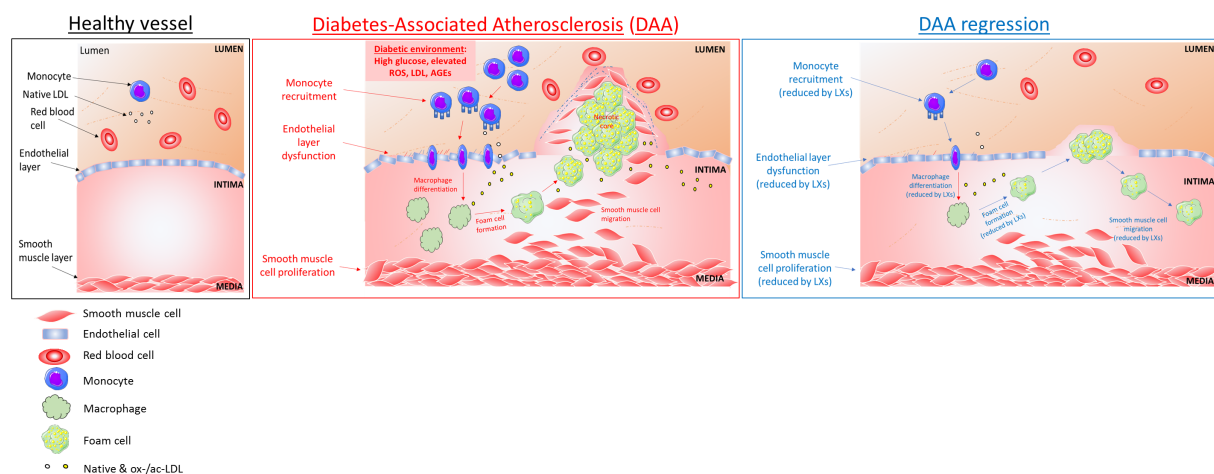 Healthy vessel
Lumen
LUMEN
Monocyte
Native LDL
Red blood
cell
Endothelial
layer
INTIMA
Smooth
muscle layer
MEDIA
Diabetes-Associated Atherosclerosis (DAA)
Diabetic environment:
High glucose, elevated
ROS, LDL, AGEs
LUMEN
Monocyte
recruitment
Necrotic
core
Endothelial
layer
dysfunction
INTIMA
Macrophage
differentiation
Foam cell
formation
Smooth muscle cell
migration
Smooth muscle
cell proliferation
MEDIA
DAA regression
LUMEN
Monocyte
recruitment
(reduced by LXs)
Endothelial layer
dysfunction
(reduced by LXs)
INTIMA
Macrophage
differentiation
(reduced by LXs)
Foam cell
formation
(reduced by LXs)
Smooth muscle cell
migration
(reduced by LXs)
Smooth muscle
cell proliferation
(reduced by LXs)
MEDIA
Smooth muscle cell
Endothelial cell
Red blood cell
Monocyte
Macrophage
Foam cell
Native & ox-/ac-LDL